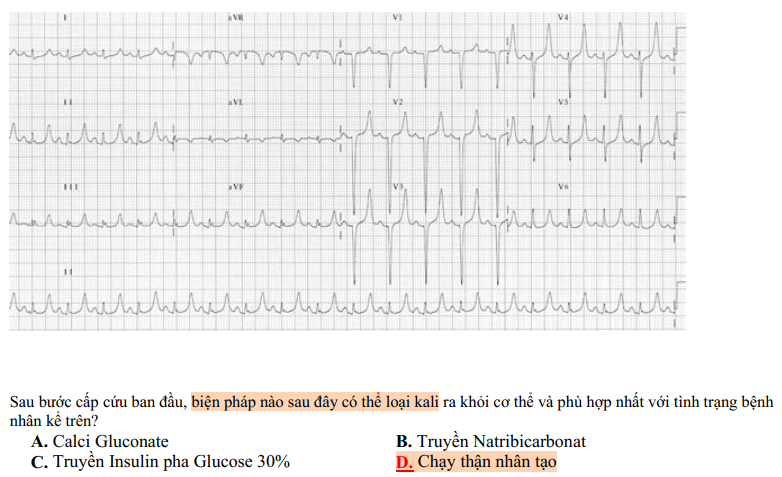 I aVR V1 V4
II aVL V2 V5
III aVF V3 V6
II
Sau bước cấp cứu ban đầu, biện pháp nào sau đây có thể loại kali ra khỏi cơ thể và phù hợp nhất với tình trạng bệnh
nhân kể trên?
A. Calci Gluconate B. Truyền Natribicarbonat
C. Truyền Insulin pha Glucose 30% D. Chạy thận nhân tạo